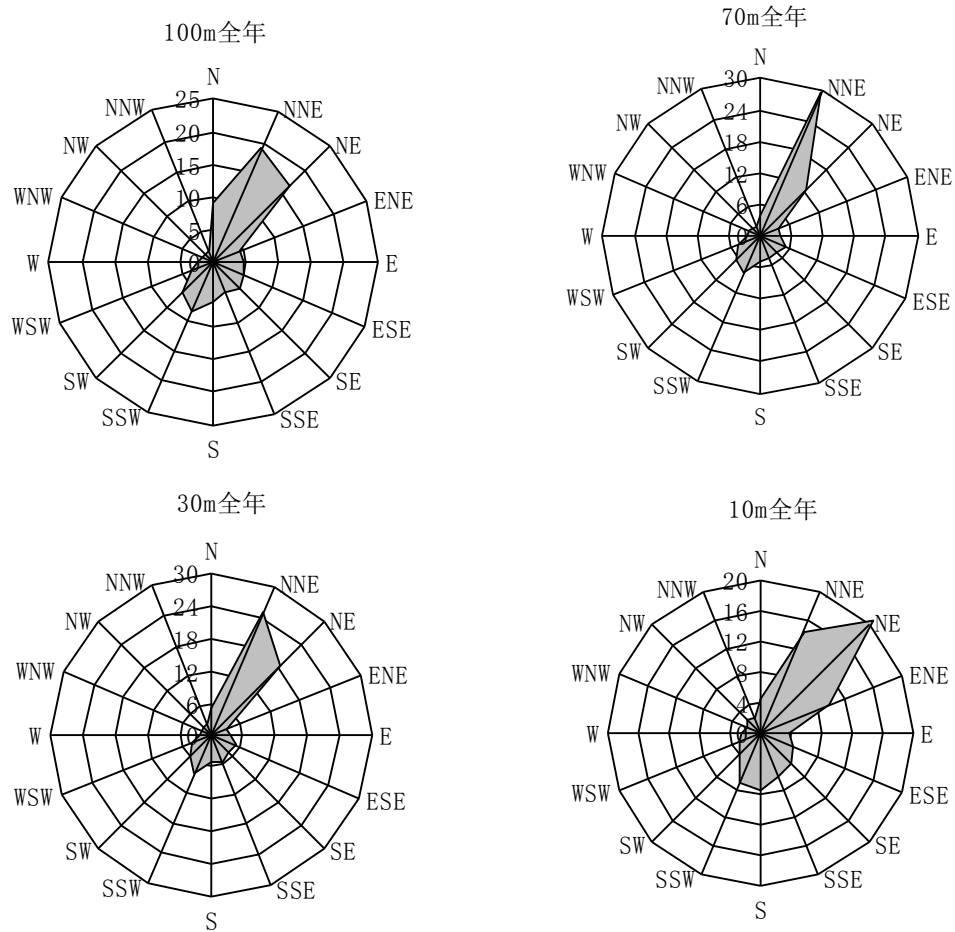 100m全年
N
NNE
NE
ENE
E
ESE
SE
SSE
S
SSW
SW
WSW
W
WNW
NW
NNW
25
20
15
10
5
0
70m全年
N
NNE
NE
ENE
E
ESE
SE
SSE
S
SSW
SW
WSW
W
WNW
NW
NNW
30
24
18
12
6
0
30m全年
N
NNE
NE
ENE
E
ESE
SE
SSE
S
SSW
SW
WSW
W
WNW
NW
NNW
30
24
18
12
6
0
10m全年
N
NNE
NE
ENE
E
ESE
SE
SSE
S
SSW
SW
WSW
W
WNW
NW
NNW
20
16
12
8
4
0